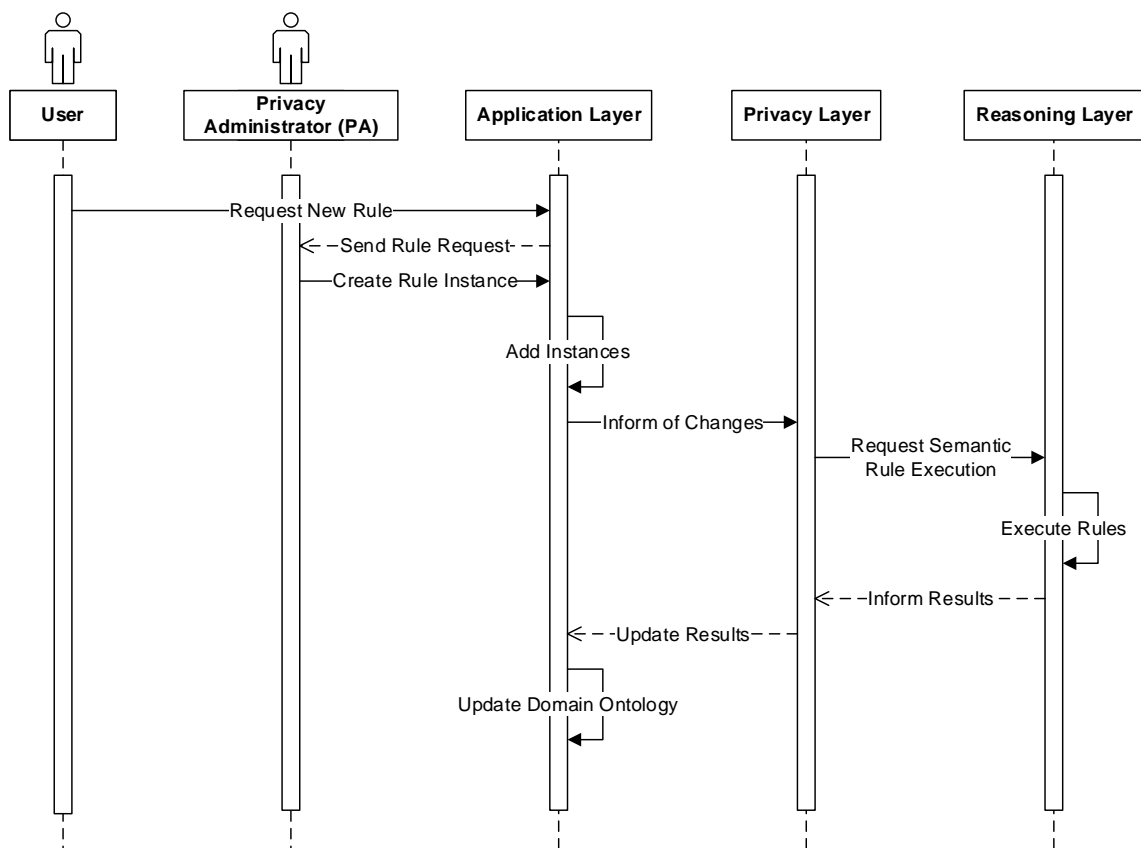 User
Privacy
Administrator (PA)
Application Layer
Privacy Layer
Reasoning Layer
Request New Rule
Send Rule Request
Create Rule Instance
Add Instances
Inform of Changes
Request Semantic
Rule Execution
Execute Rules
Inform Results
Update Results
Update Domain Ontology